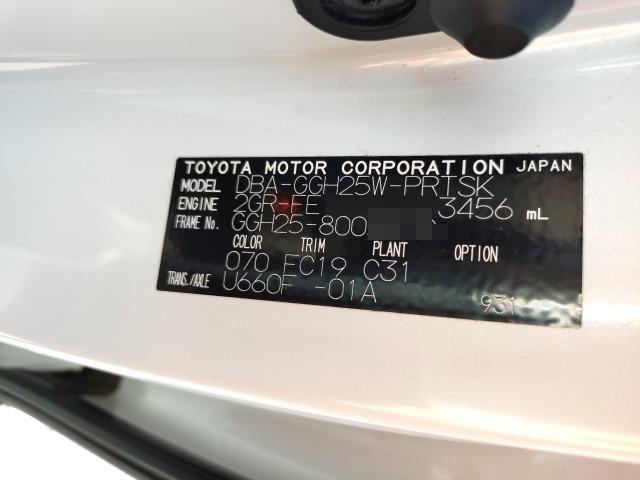 TOYOTA MOTOR CORPORATION JAPAN
MODEL DBA-GGH25W-PRTSK
ENGINE 2GR-FE 3456 mL
FRAME No. GGH25-800
COLOR TRIM PLANT OPTION
070 FC19 C31
TRANS./AXLE U660F -01A
931